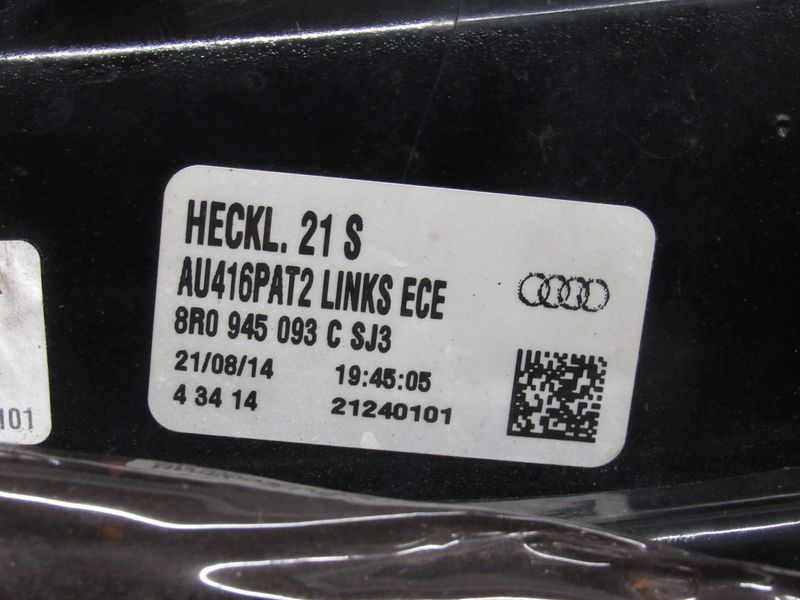 HECKL. 21 S
AU416PAT2 LINKS ECE
8R0 945 093 C SJ3
21/08/14 19:45:05
4 34 14 21240101
101